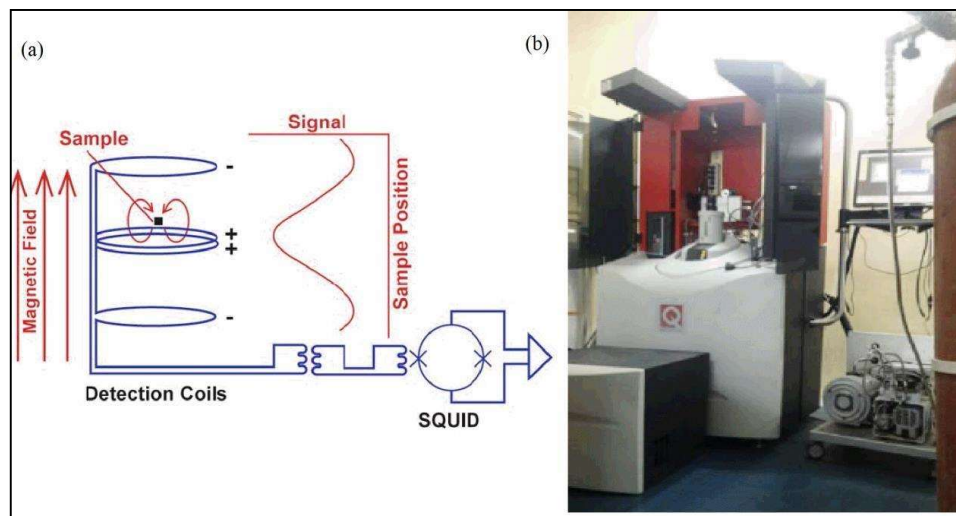 (a)
(b)
Signal
Sample
-
+
+
-
Magnetic Field
Sample Position
Detection Coils
SQUID
Q